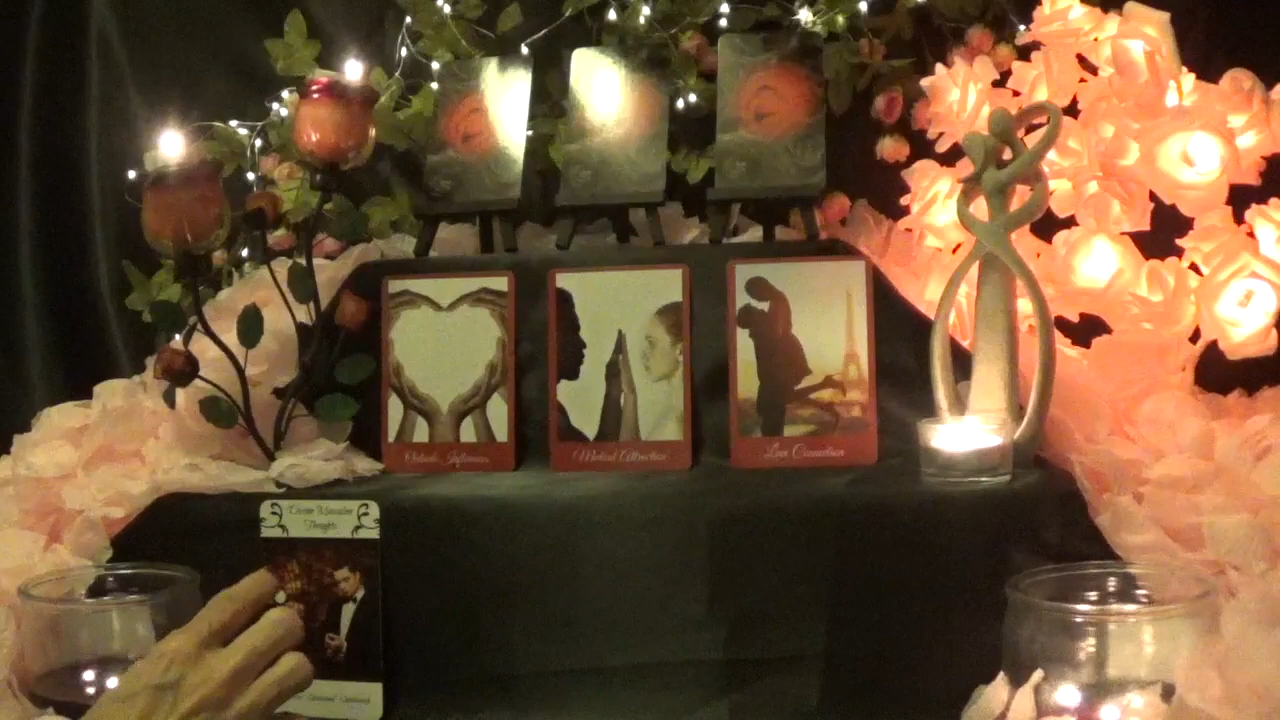 Outside Influences
Mutual Attraction
Love Connection
Divine Masculine
Thoughts